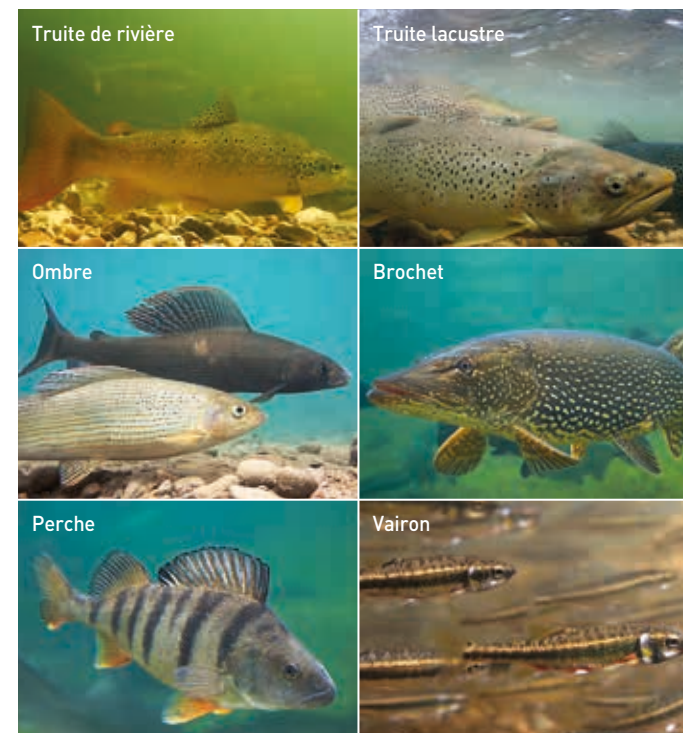 Truite de rivière
Truite lacustre
Ombre
Brochet
Perche
Vairon